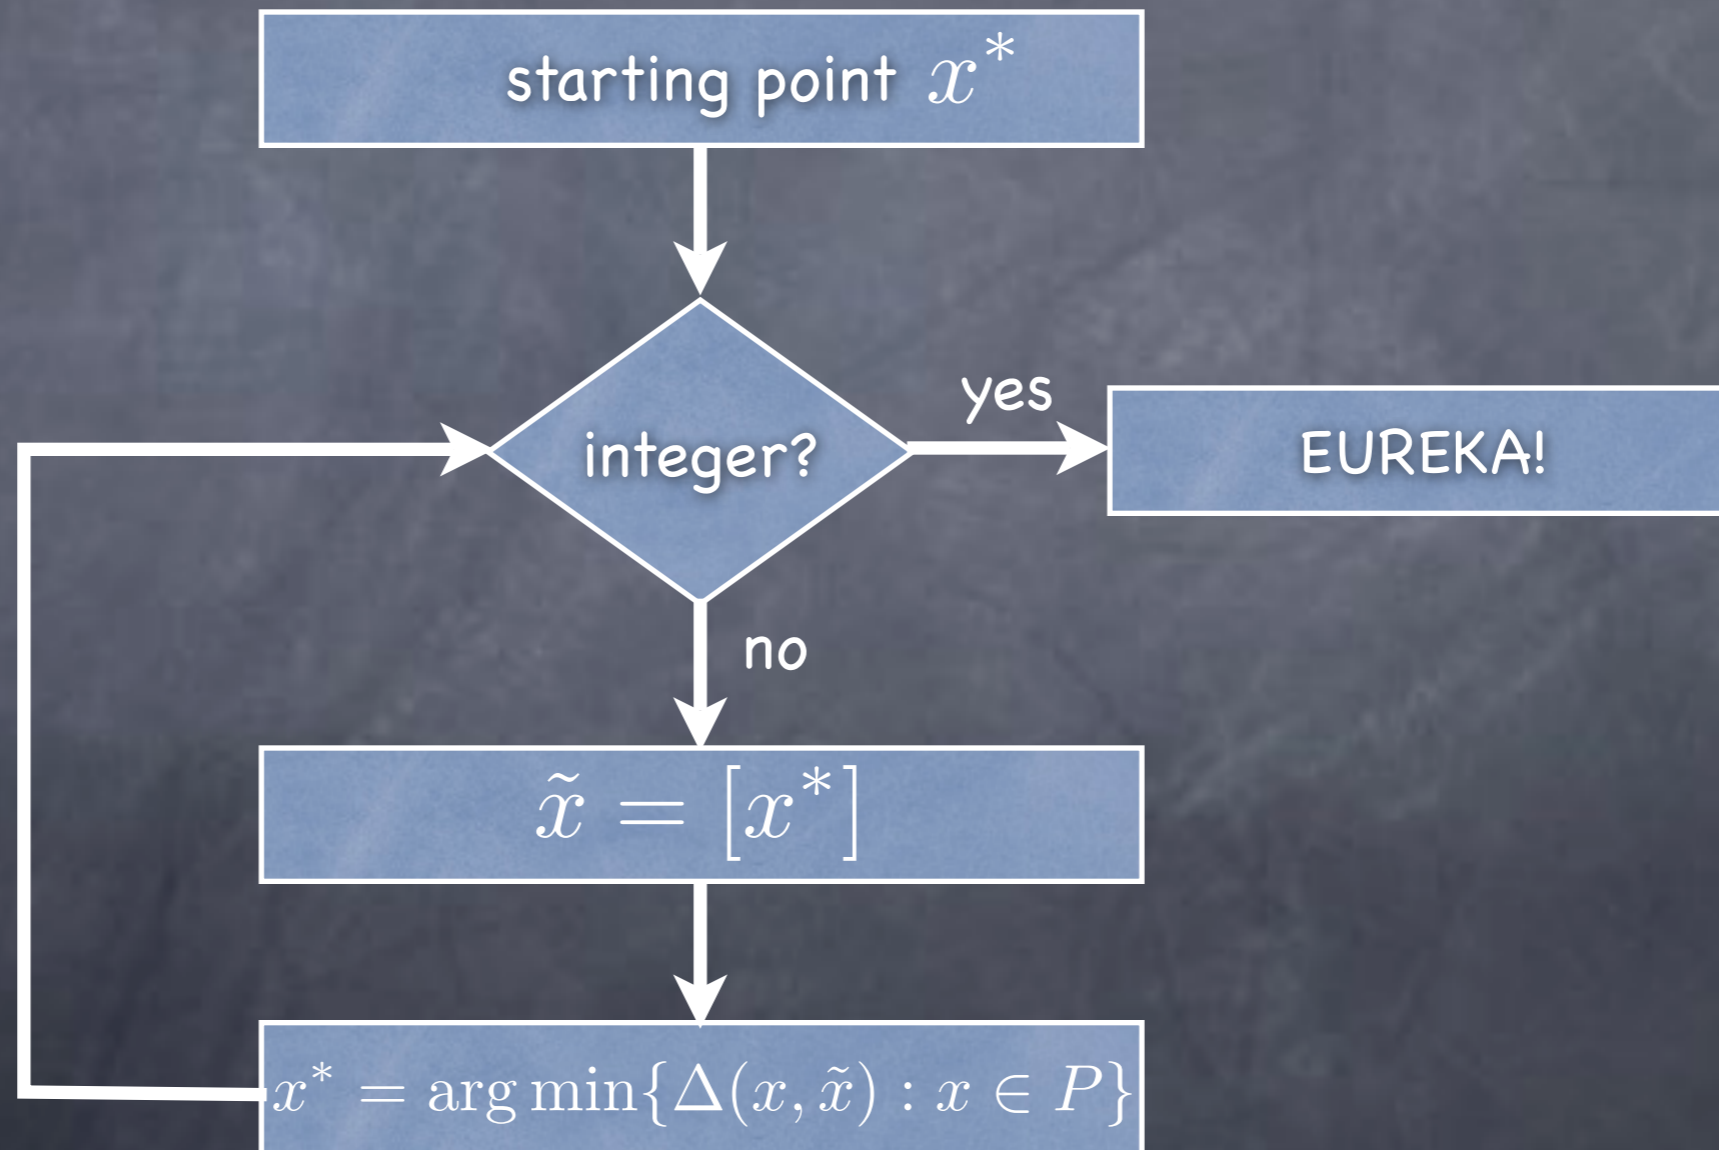 starting point x*
yes
integer?
EUREKA!
no
x̃ = [x*]
x* = arg min{Δ(x, x̃) : x ∈ P}